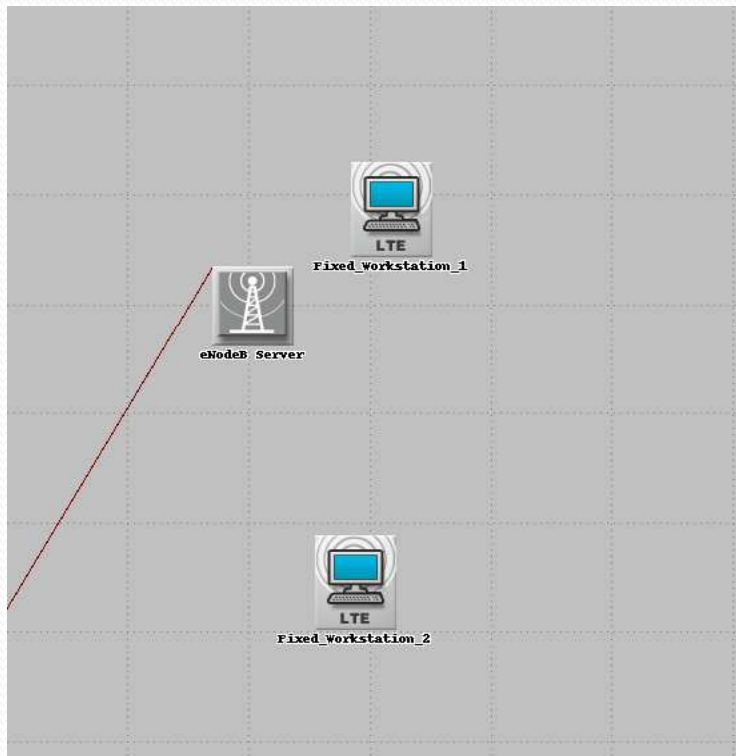 LTE
Fixed_Workstation_1
eNodeB Server
LTE
Fixed_Workstation_2